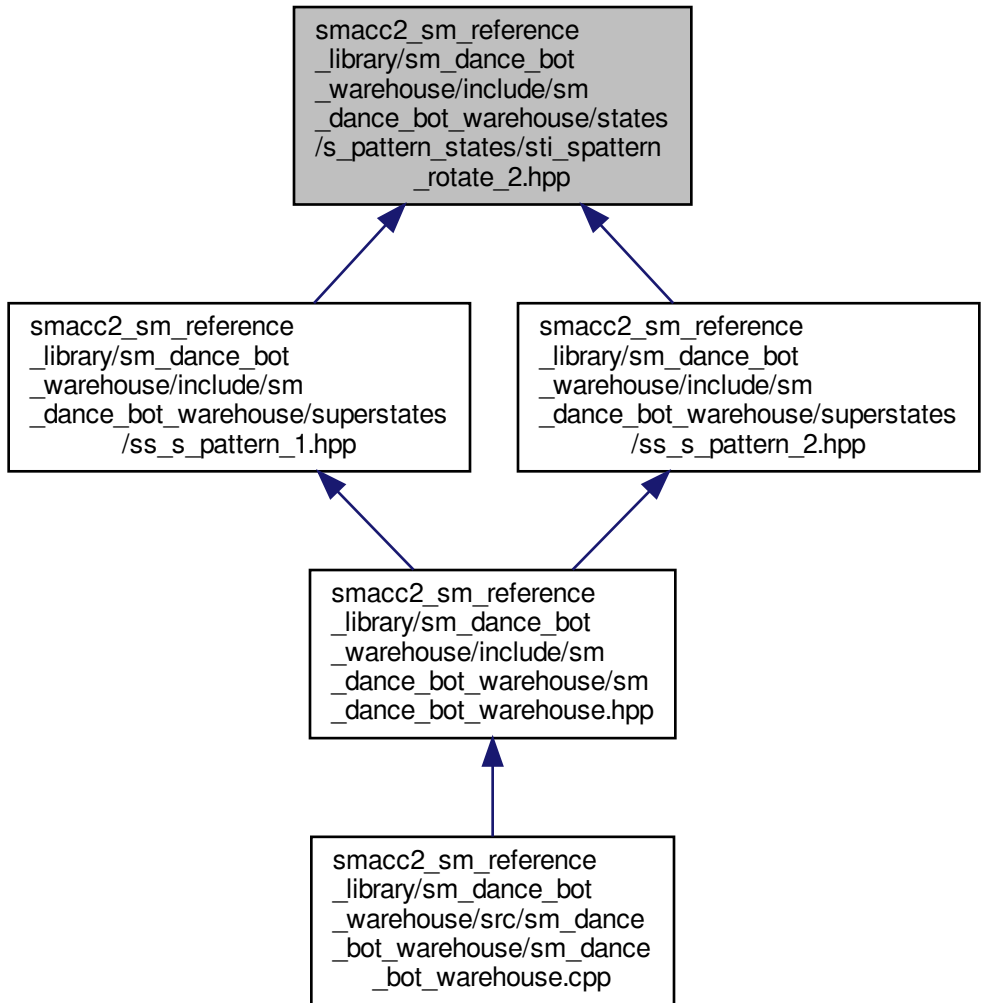 smacc2_sm_reference
_library/sm_dance_bot
_warehouse/include/sm
_dance_bot_warehouse/states
/s_pattern_states/sti_spattern
_rotate_2.hpp
smacc2_sm_reference
_library/sm_dance_bot
_warehouse/include/sm
_dance_bot_warehouse/superstates
/ss_s_pattern_1.hpp
smacc2_sm_reference
_library/sm_dance_bot
_warehouse/include/sm
_dance_bot_warehouse/superstates
/ss_s_pattern_2.hpp
smacc2_sm_reference
_library/sm_dance_bot
_warehouse/include/sm
_dance_bot_warehouse/sm
_dance_bot_warehouse.hpp
smacc2_sm_reference
_library/sm_dance_bot
_warehouse/src/sm_dance
_bot_warehouse/sm_dance
_bot_warehouse.cpp